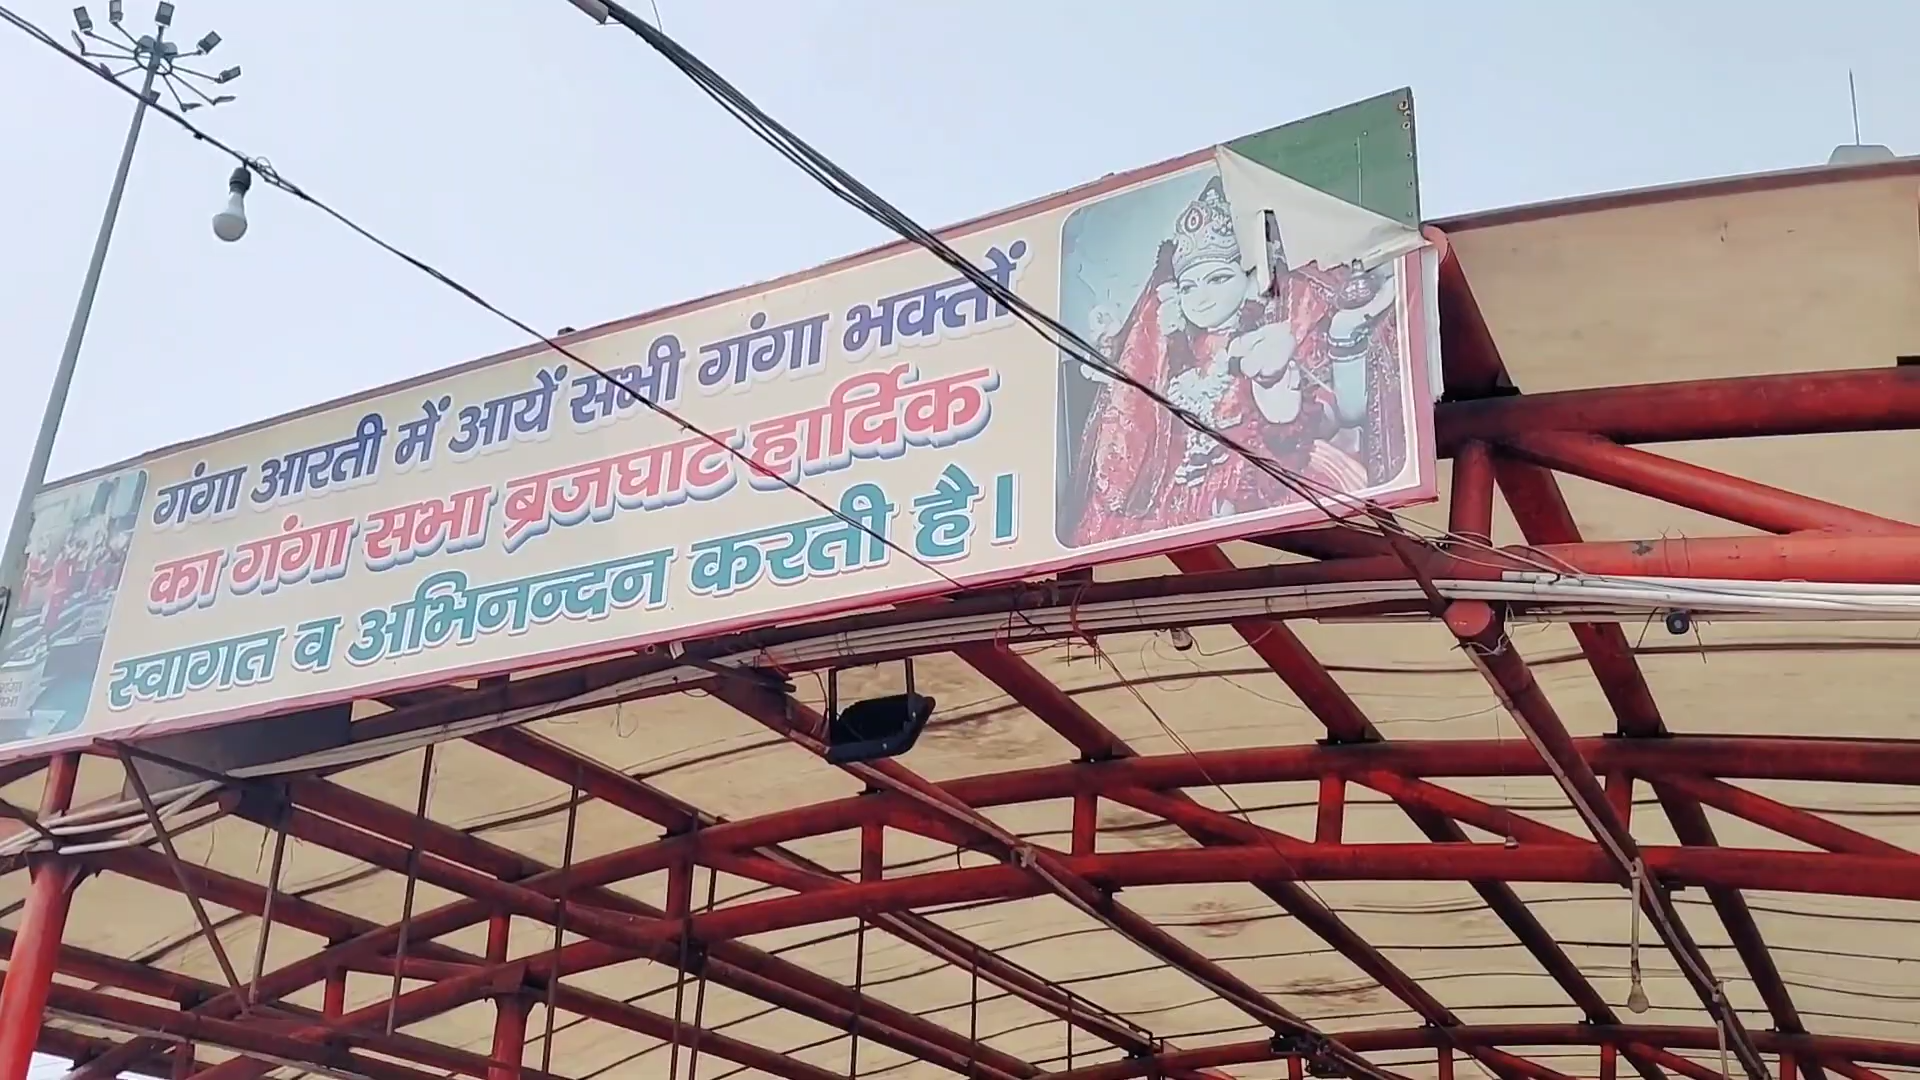 गंगा आरती में आयें सभी गंगा भक्तों
का गंगा सभा ब्रजघाट हार्दिक
स्वागत व अभिनन्दन करती है।